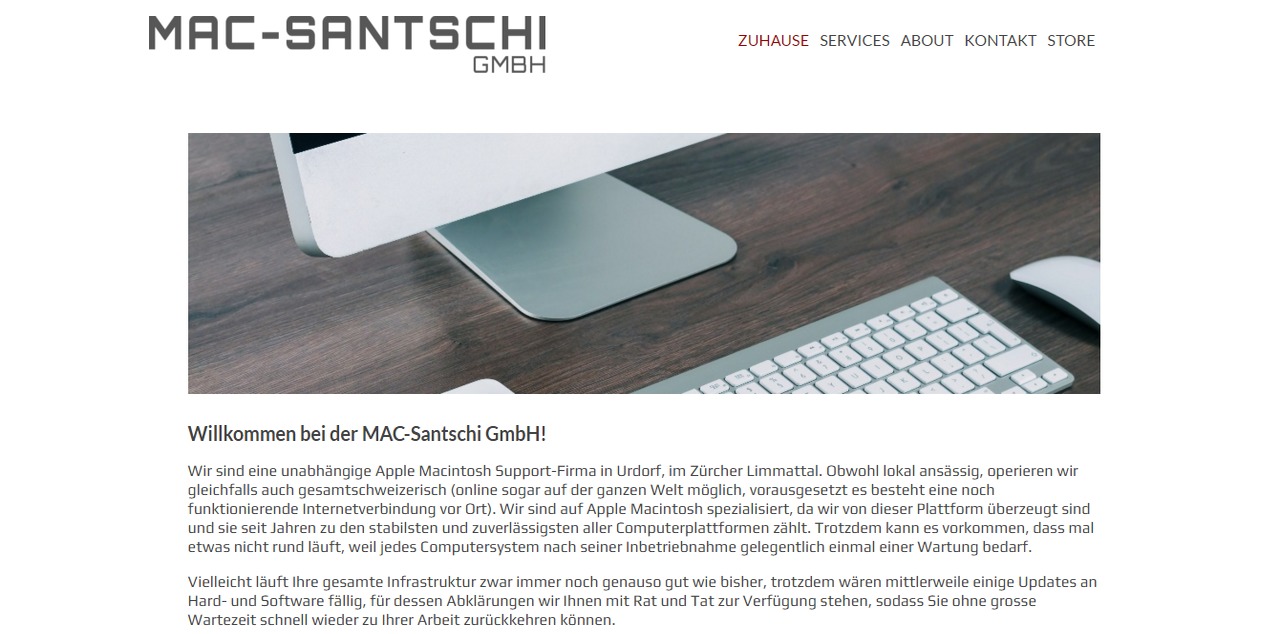 MAC-SANTSCHI
GMBH
ZUHAUSE SERVICES ABOUT KONTAKT STORE
Willkommen bei der MAC-Santschi GmbH!
Wir sind eine unabhängige Apple Macintosh Support-Firma in Urdorf, im Zürcher Limmattal. Obwohl lokal ansässig, operieren wir
gleichfalls auch gesamtschweizerisch (online sogar auf der ganzen Welt möglich, vorausgesetzt es besteht eine noch
funktionierende Internetverbindung vor Ort). Wir sind auf Apple Macintosh spezialisiert, da wir von dieser Plattform überzeugt sind
und sie seit Jahren zu den stabilsten und zuverlässigsten aller Computerplattformen zählt. Trotzdem kann es vorkommen, dass mal
etwas nicht rund läuft, weil jedes Computersystem nach seiner Inbetriebnahme gelegentlich einmal einer Wartung bedarf.
Vielleicht läuft Ihre gesamte Infrastruktur zwar immer noch genauso gut wie bisher, trotzdem wären mittlerweile einige Updates an
Hard- und Software fällig, für dessen Abklärungen wir Ihnen mit Rat und Tat zur Verfügung stehen, sodass Sie ohne grosse
Wartezeit schnell wieder zu Ihrer Arbeit zurückkehren können.